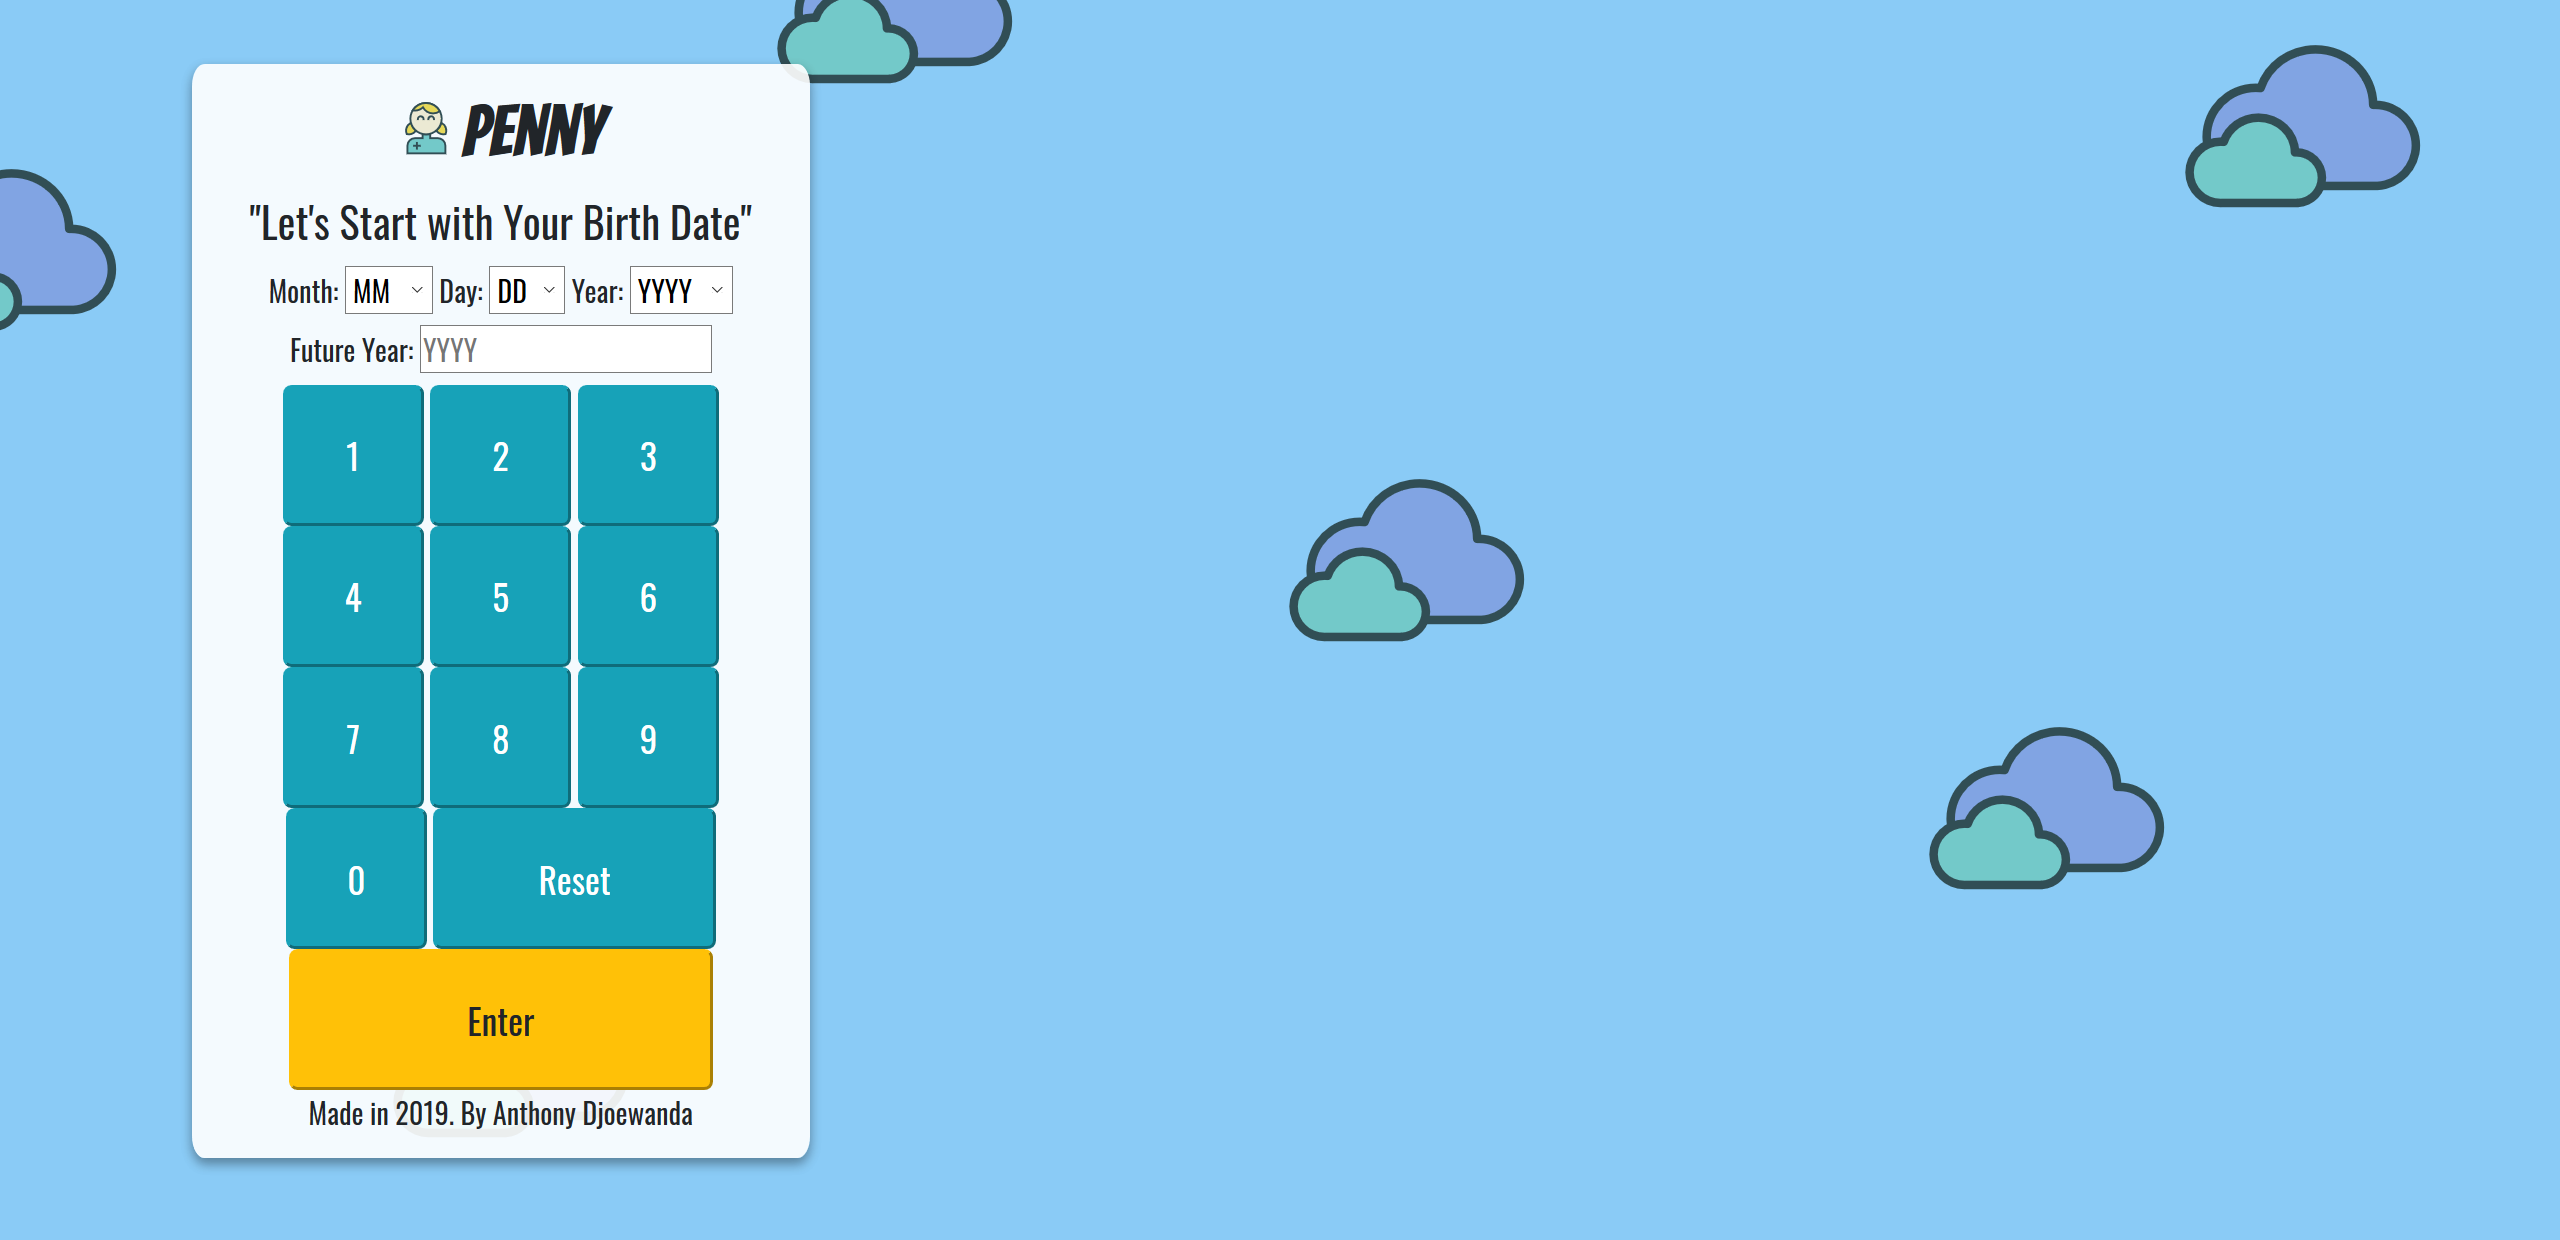 PENNY
"Let's Start with Your Birth Date"
Month: MM Day: DD Year: YYYY
Future Year: YYYY
1 2 3
4 5 6
7 8 9
0 Reset
Enter
Made in 2019. By Anthony Djoewanda